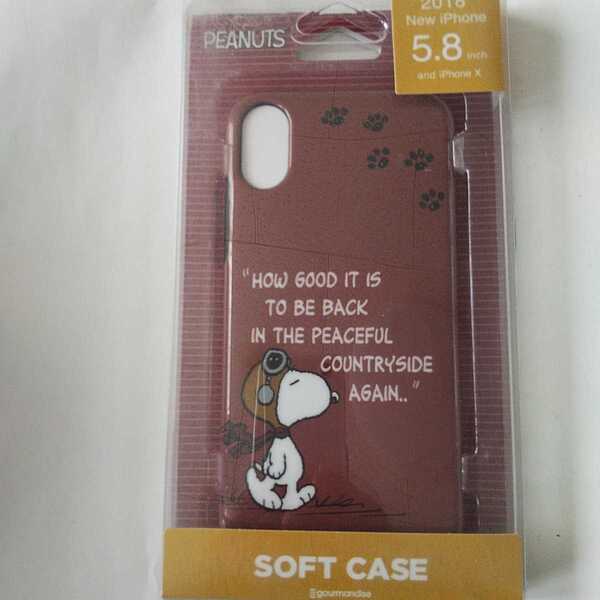 2018
New iPhone
5.8 inch
and iPhone X
PEANUTS
"HOW GOOD IT IS
TO BE BACK
IN THE PEACEFUL
COUNTRYSIDE
AGAIN.."
SOFT CASE
gourmandise